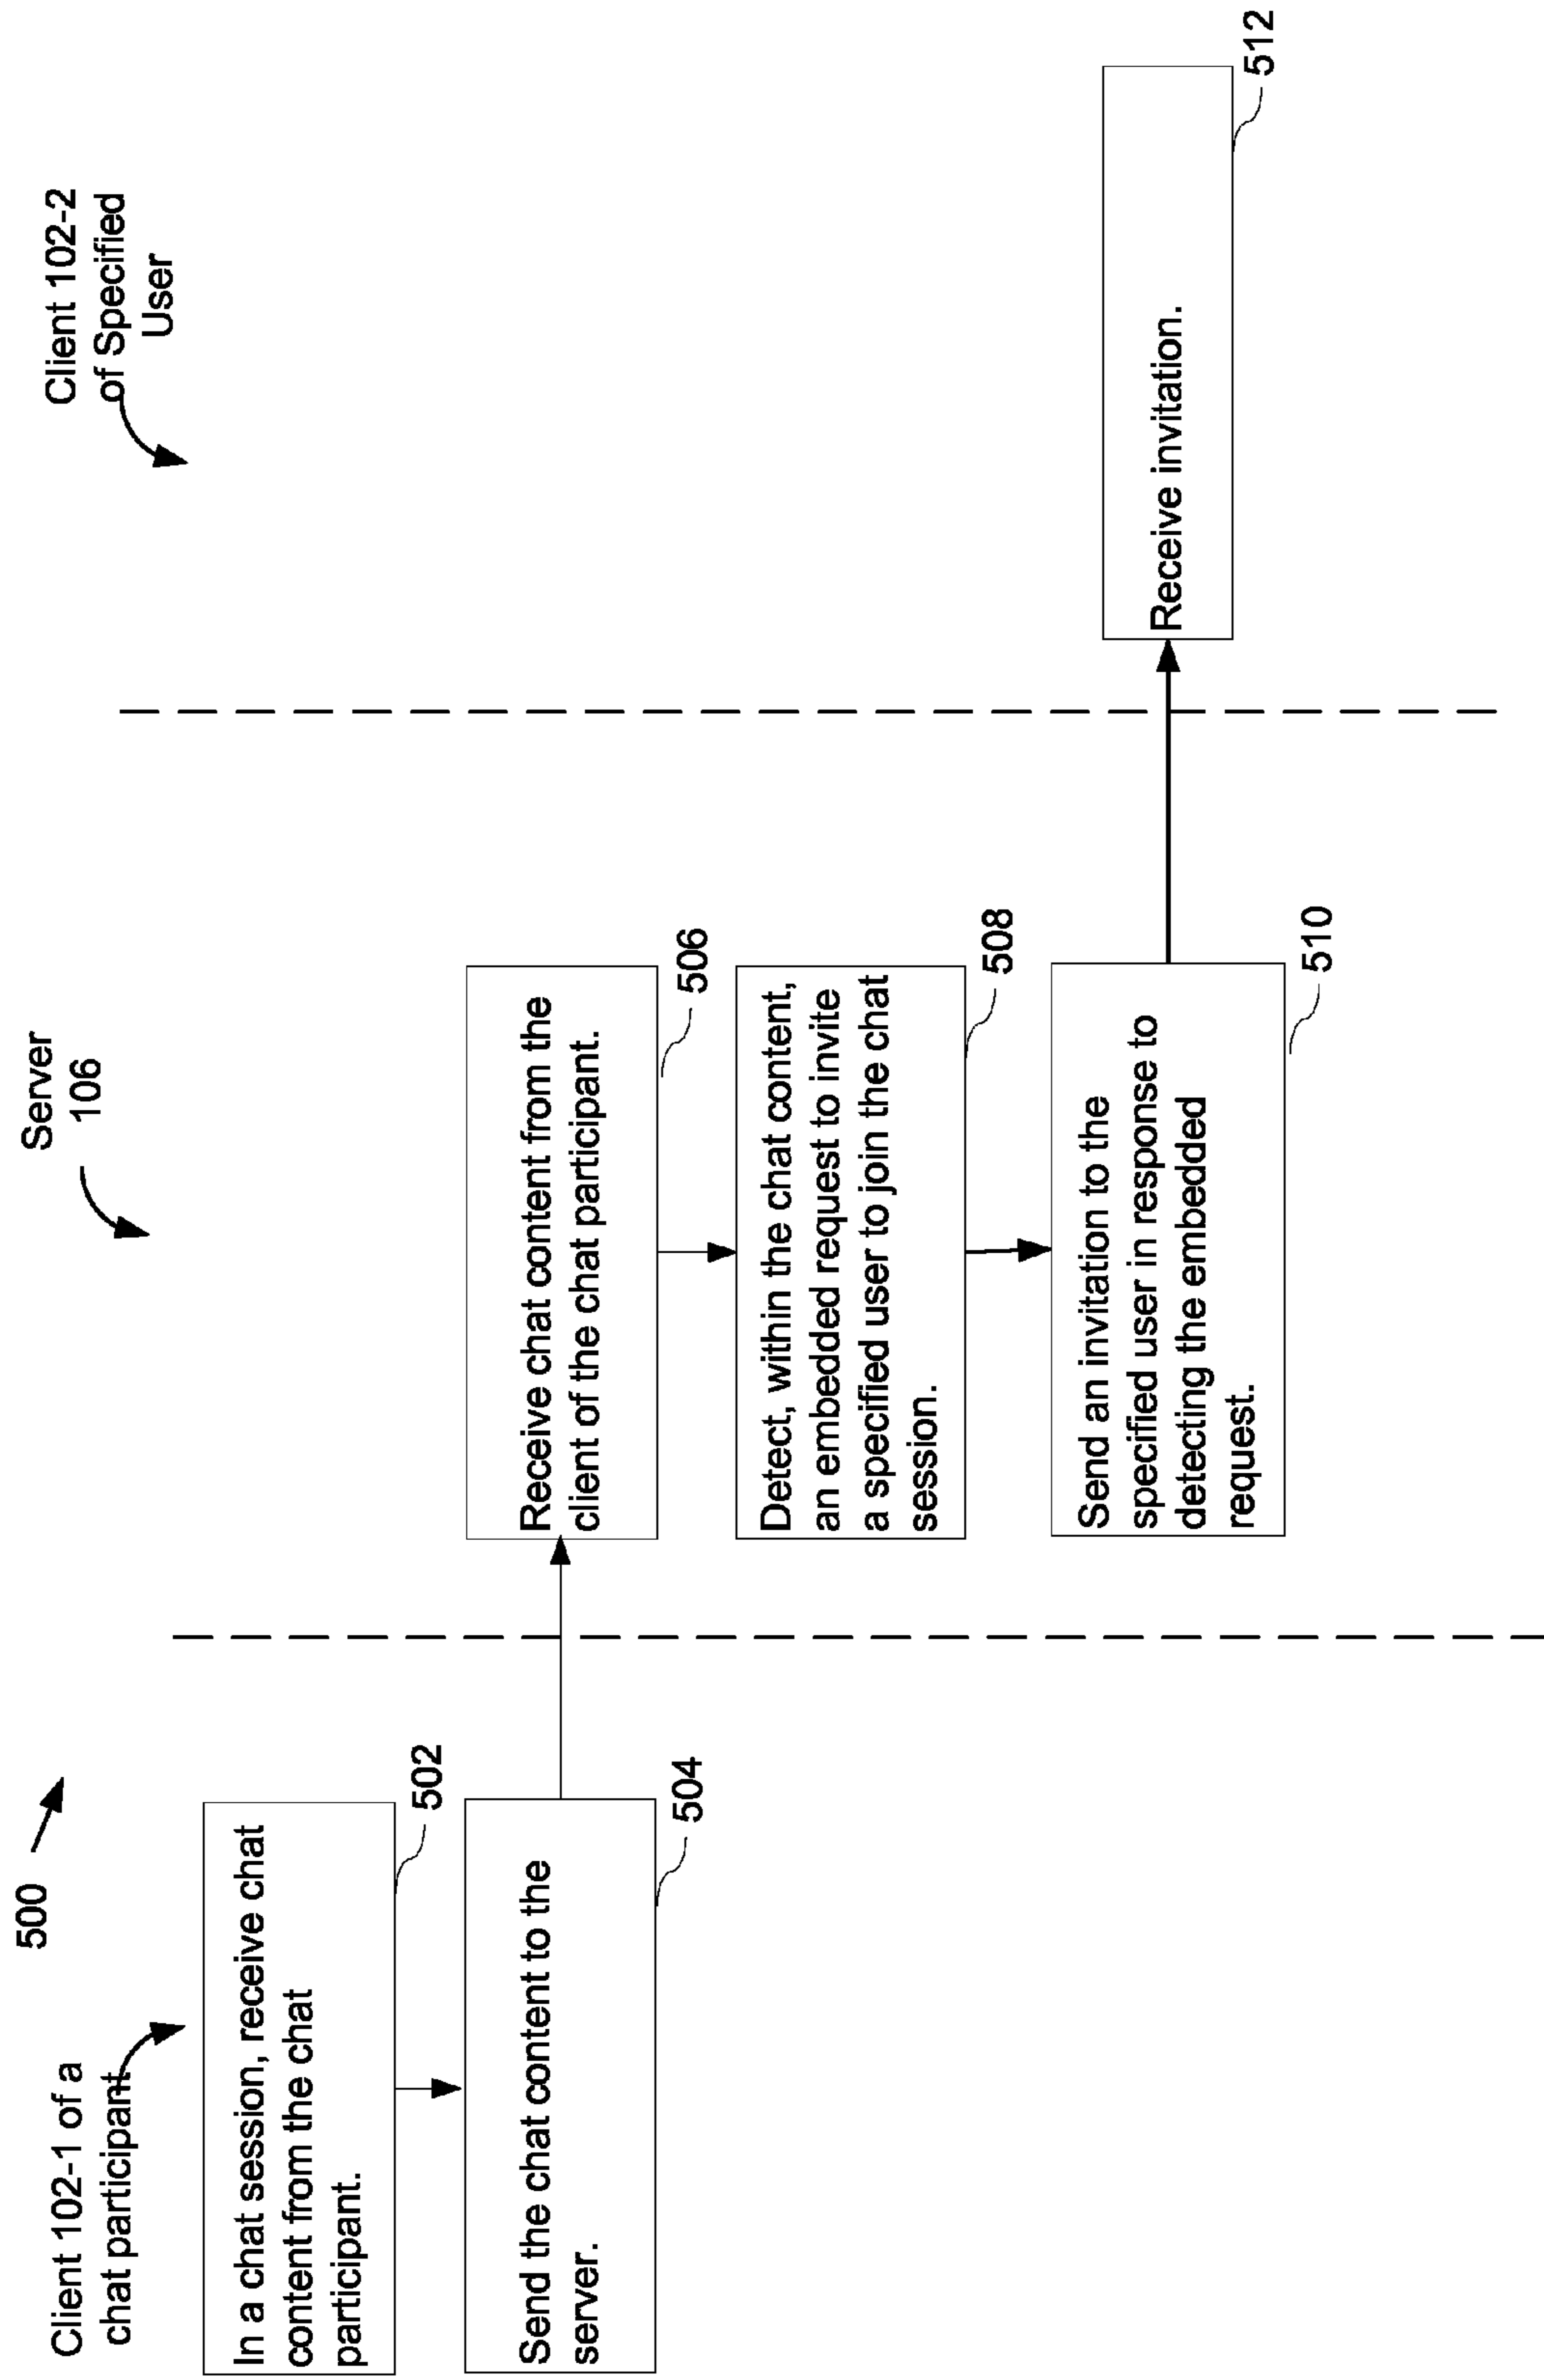 500
Client 102-1 of a
chat participant
Server
106
Client 102-2
of Specified
User
In a chat session, receive chat
content from the chat
participant.
502
Send the chat content to the
server.
504
Receive chat content from the
client of the chat participant.
506
Detect, within the chat content,
an embedded request to invite
a specified user to join the chat
session.
508
Send an invitation to the
specified user in response to
detecting the embedded
request.
510
Receive invitation.
512